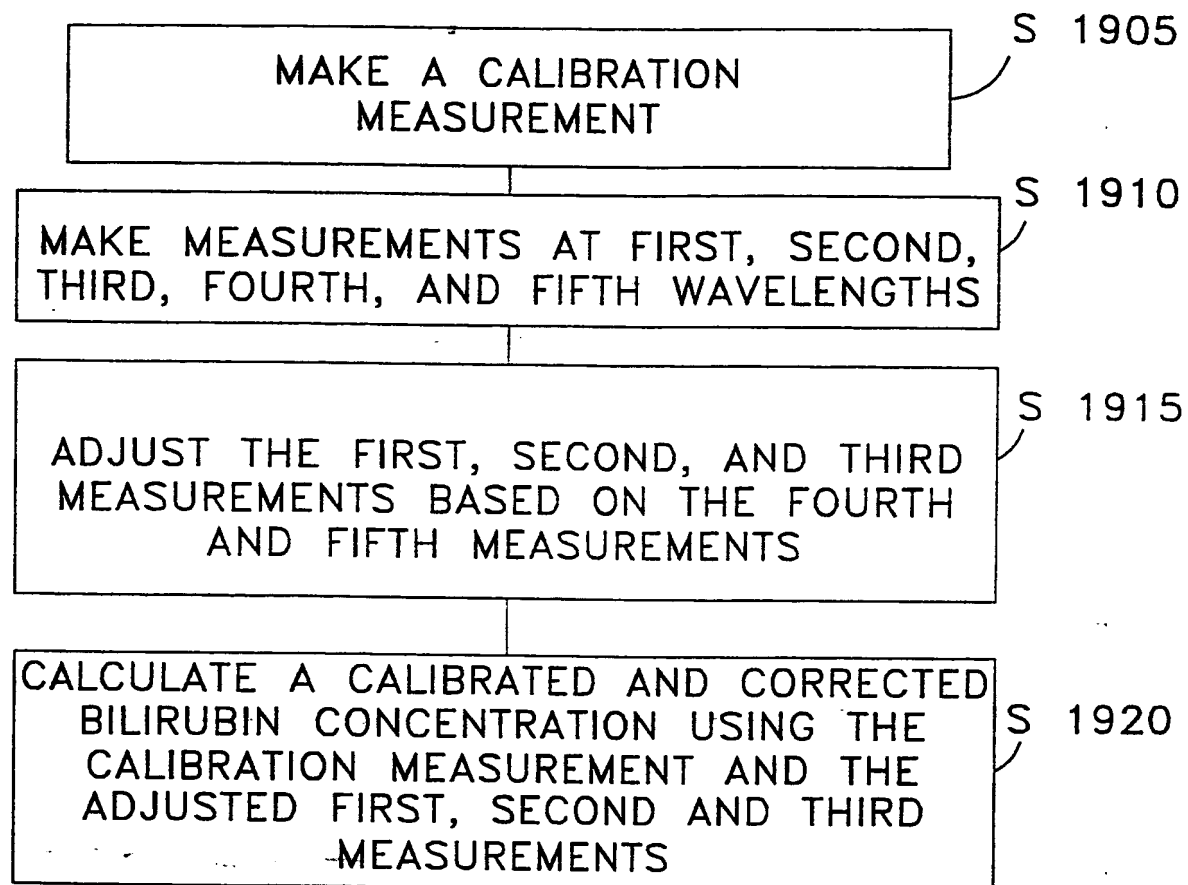 S 1905
MAKE A CALIBRATION
MEASUREMENT
S 1910
MAKE MEASUREMENTS AT FIRST, SECOND,
THIRD, FOURTH, AND FIFTH WAVELENGTHS
S 1915
ADJUST THE FIRST, SECOND, AND THIRD
MEASUREMENTS BASED ON THE FOURTH
AND FIFTH MEASUREMENTS
CALCULATE A CALIBRATED AND CORRECTED
BILIRUBIN CONCENTRATION USING THE
S 1920
CALIBRATION MEASUREMENT AND THE
ADJUSTED FIRST, SECOND AND THIRD
MEASUREMENTS